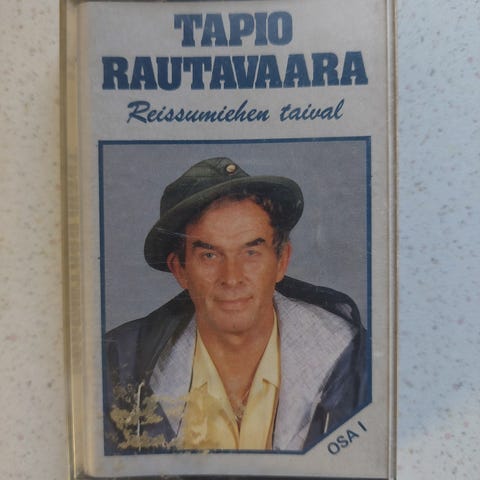 TAPIO
RAUTAVAARA
Reissumiehen taival
OSA I